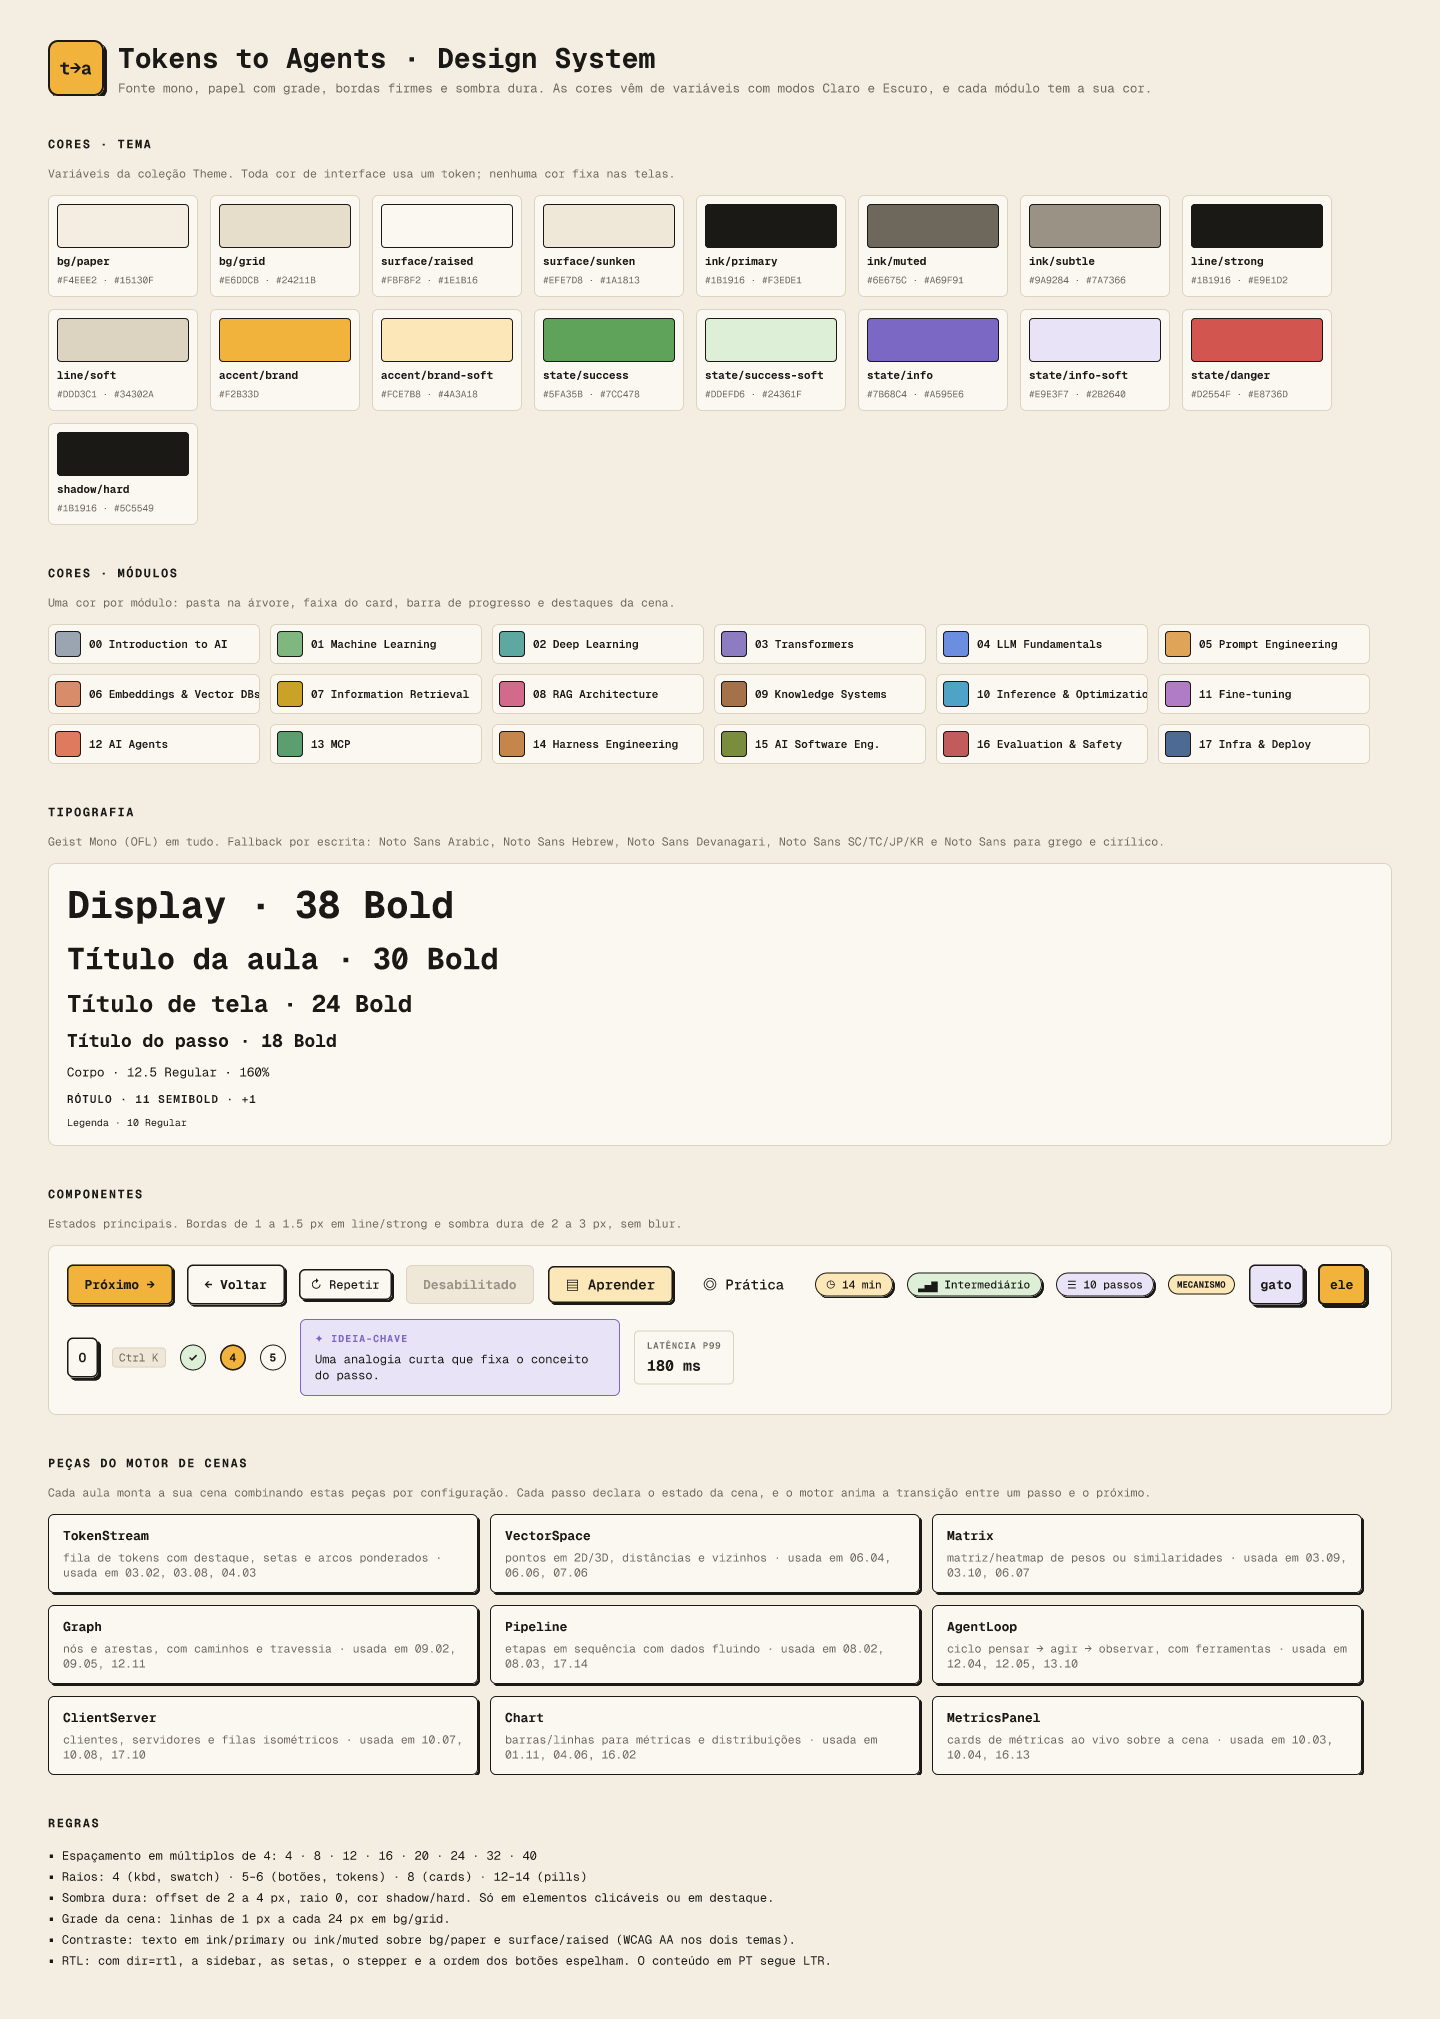 t→a
Tokens to Agents · Design System
Fonte mono, papel com grade, bordas firmes e sombra dura. As cores vêm de variáveis com modos Claro e Escuro, e cada módulo tem a sua cor.
CORES · TEMA
Variáveis da coleção Theme. Toda cor de interface usa um token; nenhuma cor fixa nas telas.
bg/paper
#F4EEE2 · #15130F
bg/grid
#E6DDCB · #24211B
surface/raised
#FBF8F2 · #1E1B16
surface/sunken
#EFE7D8 · #1A1813
ink/primary
#1B1916 · #F3EDE1
ink/muted
#6E675C · #A69F91
ink/subtle
#9A9284 · #7A7366
line/strong
#1B1916 · #E9E1D2
line/soft
#DDD3C1 · #34302A
accent/brand
#F2B33D
accent/brand-soft
#FCE7B8 · #4A3A18
state/success
#5FA35B · #7CC478
state/success-soft
#DDEFD6 · #24361F
state/info
#7B68C4 · #A595E6
state/info-soft
#E9E3F7 · #2B2640
state/danger
#D2554F · #E8736D
shadow/hard
#1B1916 · #5C5549
CORES · MÓDULOS
Uma cor por módulo: pasta na árvore, faixa do card, barra de progresso e destaques da cena.
00 Introduction to AI
01 Machine Learning
02 Deep Learning
03 Transformers
04 LLM Fundamentals
05 Prompt Engineering
06 Embeddings & Vector DBs
07 Information Retrieval
08 RAG Architecture
09 Knowledge Systems
10 Inference & Optimizatio
11 Fine-tuning
12 AI Agents
13 MCP
14 Harness Engineering
15 AI Software Eng.
16 Evaluation & Safety
17 Infra & Deploy
TIPOGRAFIA
Geist Mono (OFL) em tudo. Fallback por escrita: Noto Sans Arabic, Noto Sans Hebrew, Noto Sans Devanagari, Noto Sans SC/TC/JP/KR e Noto Sans para grego e cirílico.
Display · 38 Bold
Título da aula · 30 Bold
Título de tela · 24 Bold
Título do passo · 18 Bold
Corpo · 12.5 Regular · 160%
RÓTULO · 11 SEMIBOLD · +1
Legenda · 10 Regular
COMPONENTES
Estados principais. Bordas de 1 a 1.5 px em line/strong e sombra dura de 2 a 3 px, sem blur.
Próximo →
← Voltar
↻ Repetir
Desabilitado
▤ Aprender
◎ Prática
◷ 14 min
▂▄▆ Intermediário
☰ 10 passos
MECANISMO
gato
ele
O
Ctrl K
✓
4
5
✦ IDEIA-CHAVE
Uma analogia curta que fixa o conceito
do passo.
LATÊNCIA P99
180 ms
PEÇAS DO MOTOR DE CENAS
Cada aula monta a sua cena combinando estas peças por configuração. Cada passo declara o estado da cena, e o motor anima a transição entre um passo e o próximo.
TokenStream
fila de tokens com destaque, setas e arcos ponderados ·
usada em 03.02, 03.08, 04.03
VectorSpace
pontos em 2D/3D, distâncias e vizinhos · usada em 06.04,
06.06, 07.06
Matrix
matriz/heatmap de pesos ou similaridades · usada em 03.09,
03.10, 06.07
Graph
nós e arestas, com caminhos e travessia · usada em 09.02,
09.05, 12.11
Pipeline
etapas em sequência com dados fluindo · usada em 08.02,
08.03, 17.14
AgentLoop
ciclo pensar → agir → observar, com ferramentas · usada em
12.04, 12.05, 13.10
ClientServer
clientes, servidores e filas isométricos · usada em 10.07,
10.08, 17.10
Chart
barras/linhas para métricas e distribuições · usada em
01.11, 04.06, 16.02
MetricsPanel
cards de métricas ao vivo sobre a cena · usada em 10.03,
10.04, 16.13
REGRAS
▪ Espaçamento em múltiplos de 4: 4 · 8 · 12 · 16 · 20 · 24 · 32 · 40
▪ Raios: 4 (kbd, swatch) · 5–6 (botões, tokens) · 8 (cards) · 12–14 (pills)
▪ Sombra dura: offset de 2 a 4 px, raio 0, cor shadow/hard. Só em elementos clicáveis ou em destaque.
▪ Grade da cena: linhas de 1 px a cada 24 px em bg/grid.
▪ Contraste: texto em ink/primary ou ink/muted sobre bg/paper e surface/raised (WCAG AA nos dois temas).
▪ RTL: com dir=rtl, a sidebar, as setas, o stepper e a ordem dos botões espelham. O conteúdo em PT segue LTR.